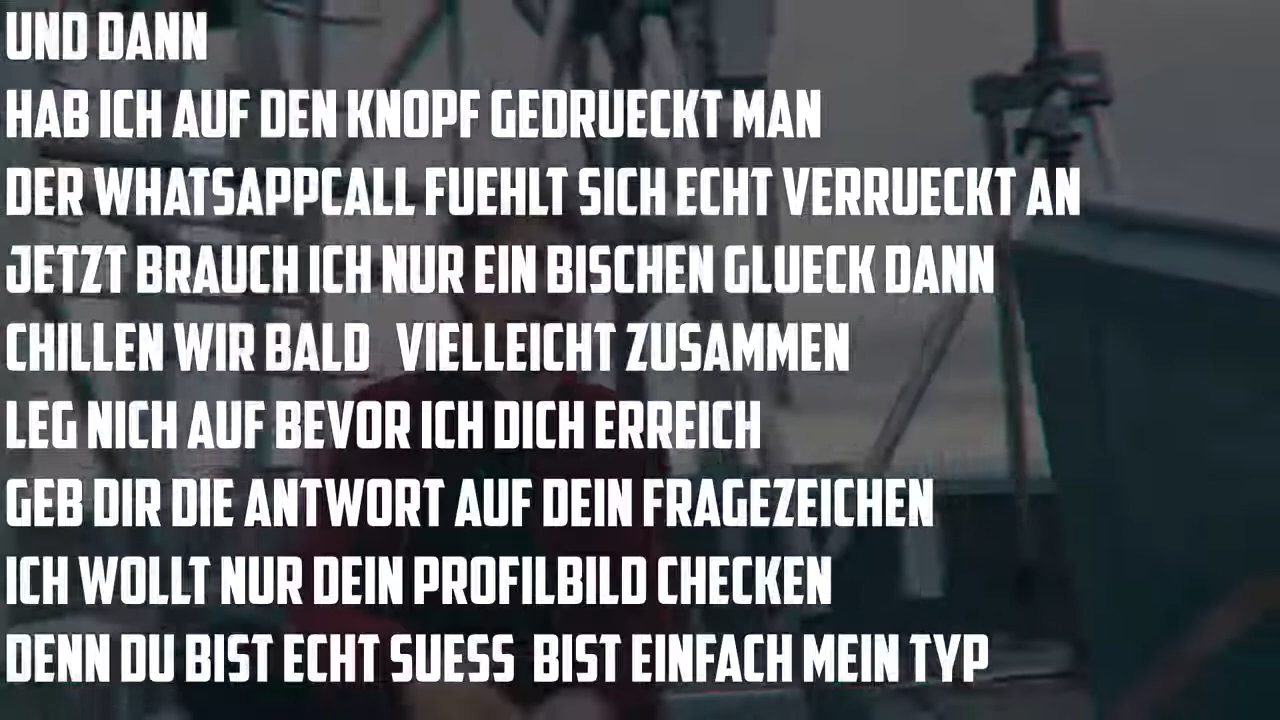 UND DANN
HAB ICH AUF DEN KNOPF GEDRUECKT MAN
DER WHATSAPPCALL FUEHLT SICH ECHT VERRUECKT AN
JETZT BRAUCH ICH NUR EIN BISCHEN GLUECK DANN
CHILLEN WIR BALD VIELLEICHT ZUSAMMEN
LEG NICH AUF BEVOR ICH DICH ERREICH
GEB DIR DIE ANTWORT AUF DEIN FRAGEZEICHEN
ICH WOLLT NUR DEIN PROFILBILD CHECKEN
DENN DU BIST ECHT SUESS BIST EINFACH MEIN TYP